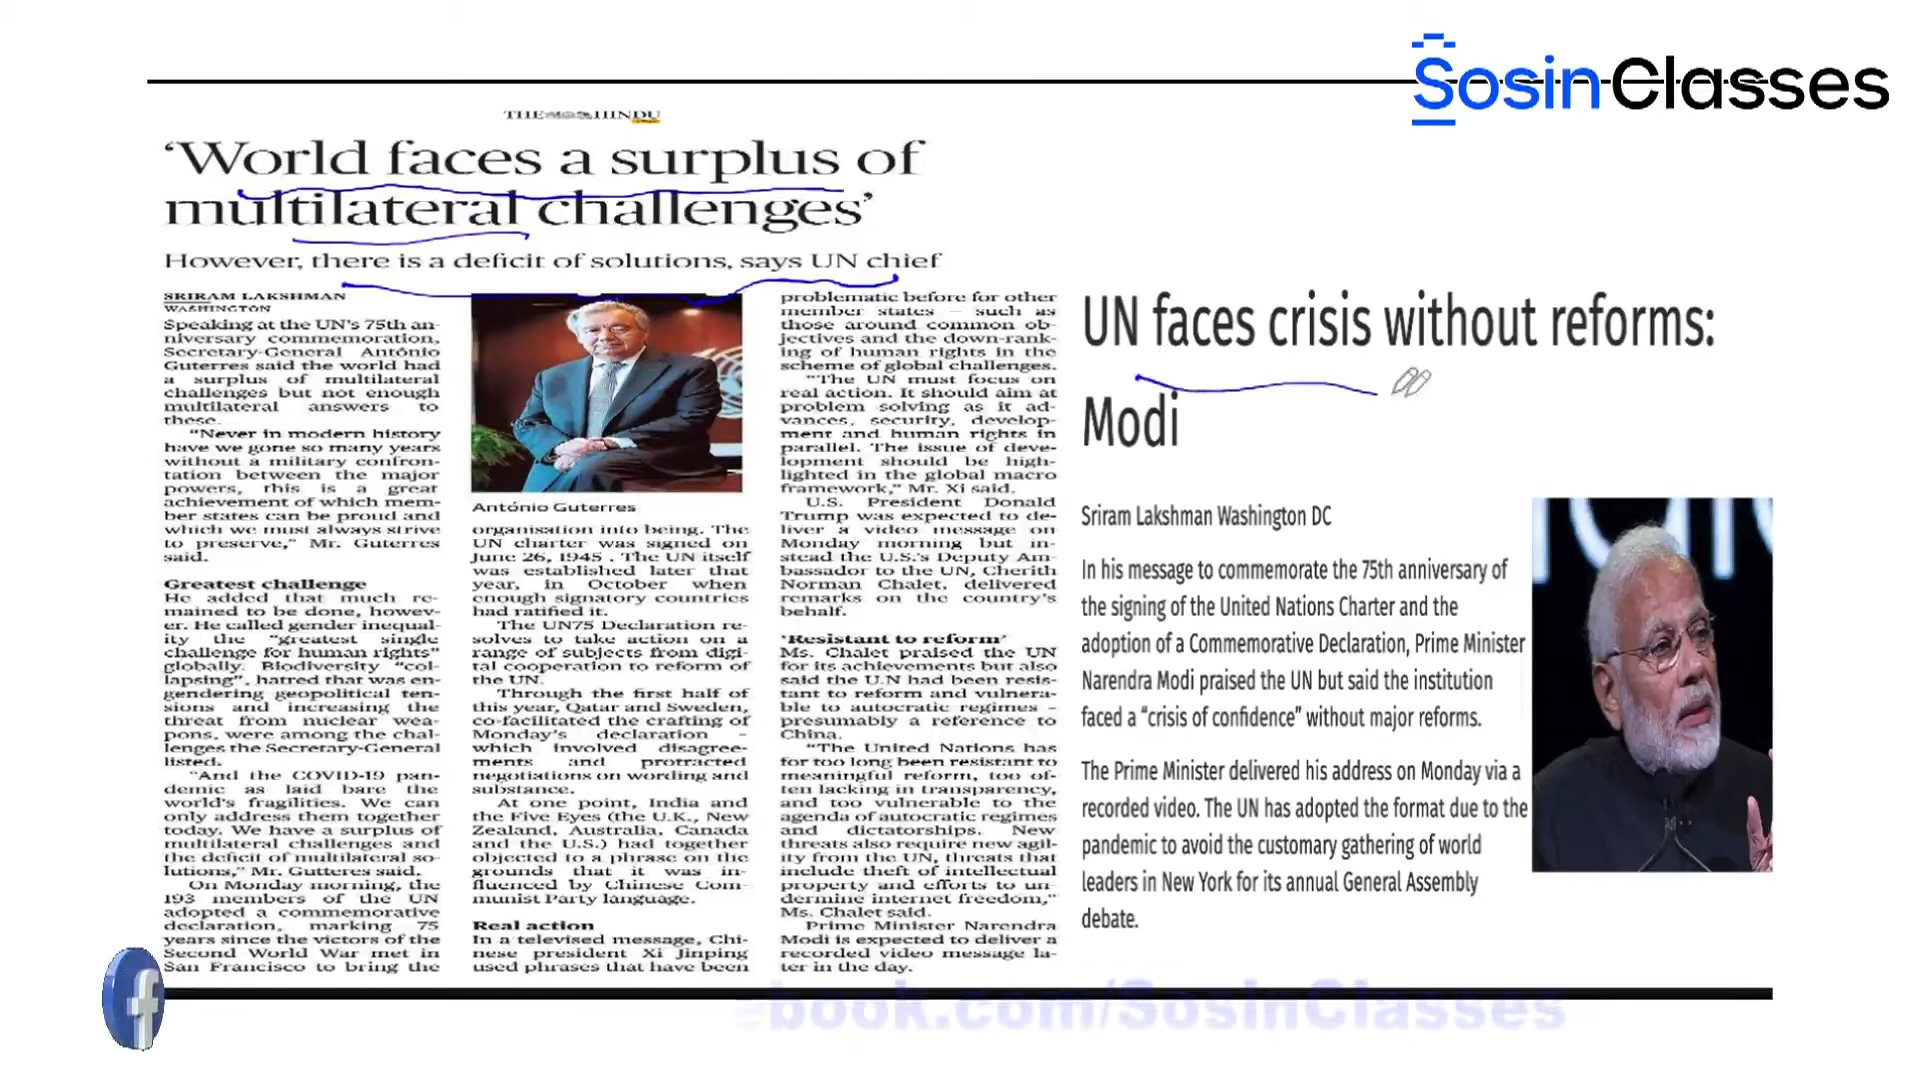 SosinClasses
THE HINDU
‘World faces a surplus of
multilateral challenges’
However, there is a deficit of solutions, says UN chief
SRIRAM LAKSHMAN
WASHINGTON
Speaking at the UN’s 75th an-
niversary commemoration,
Secretary-General António
Guterres said the world had
a surplus of multilateral
challenges but not enough
multilateral answers to
these.
“Never in modern history
have we gone so many years
without a military confron-
tation between the major
powers, this is a great
achievement of which mem-
ber states can be proud and
which we must always strive
to preserve,” Mr. Guterres
said.
Greatest challenge
He added that much re-
mained to be done, howev-
er. He called gender inequal-
ity the “greatest single
challenge for human rights”
globally. Biodiversity “col-
lapsing”, hatred that was en-
gendering geopolitical ten-
sions and increasing the
threat from nuclear wea-
pons, were among the chal-
lenges the Secretary-General
listed.
“And the COVID-19 pan-
demic as laid bare the
world’s fragilities. We can
only address them together
today. We have a surplus of
multilateral challenges and
the deficit of multilateral so-
lutions,” Mr. Gutteres said.
On Monday morning, the
193 members of the UN
adopted a commemorative
declaration, marking 75
years since the victors of the
Second World War met in
San Francisco to bring the
António Guterres
organisation into being. The
UN charter was signed on
June 26, 1945 . The UN itself
was established later that
year, in October when
enough signatory countries
had ratified it.
The UN75 Declaration re-
solves to take action on a
range of subjects from digi-
tal cooperation to reform of
the UN.
Through the first half of
this year, Qatar and Sweden,
co-facilitated the crafting of
Monday’s declaration –
which involved disagree-
ments and protracted
negotiations on wording and
substance.
At one point, India and
the Five Eyes (the U.K., New
Zealand, Australia, Canada
and the U.S.) had together
objected to a phrase on the
grounds that it was in-
fluenced by Chinese Com-
munist Party language.
Real action
In a televised message, Chi-
nese president Xi Jinping
used phrases that have been
problematic before for other
member states – such as
those around common ob-
jectives and the down-rank-
ing of human rights in the
scheme of global challenges.
“The UN must focus on
real action. It should aim at
problem solving as it ad-
vances, security, develop-
ment and human rights in
parallel. The issue of deve-
lopment should be high-
lighted in the global macro
framework,” Mr. Xi said.
U.S. President Donald
Trump was expected to de-
liver a video message on
Monday morning but in-
stead the U.S.’s Deputy Am-
bassador to the UN, Cherith
Norman Chalet, delivered
remarks on the country’s
behalf.
‘Resistant to reform’
Ms. Chalet praised the UN
for its achievements but also
said the U.N had been resis-
tant to reform and vulnera-
ble to autocratic regimes –
presumably a reference to
China.
“The United Nations has
for too long been resistant to
meaningful reform, too of-
ten lacking in transparency,
and too vulnerable to the
agenda of autocratic regimes
and dictatorships. New
threats also require new agil-
ity from the UN, threats that
include theft of intellectual
property and efforts to un-
dermine internet freedom,”
Ms. Chalet said.
Prime Minister Narendra
Modi is expected to deliver a
recorded video message la-
ter in the day.
UN faces crisis without reforms:
Modi
Sriram Lakshman Washington DC
In his message to commemorate the 75th anniversary of
the signing of the United Nations Charter and the
adoption of a Commemorative Declaration, Prime Minister
Narendra Modi praised the UN but said the institution
faced a “crisis of confidence” without major reforms.
The Prime Minister delivered his address on Monday via a
recorded video. The UN has adopted the format due to the
pandemic to avoid the customary gathering of world
leaders in New York for its annual General Assembly
debate.
f
book.com/SosinClasses